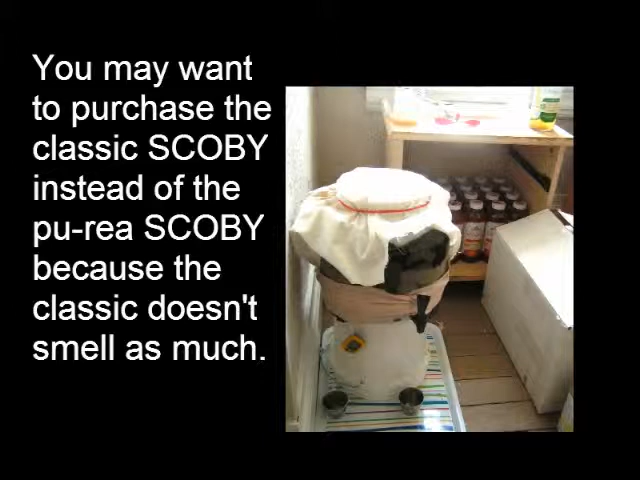 You may want
to purchase the
classic SCOBY
instead of the
pu-rea SCOBY
because the
classic doesn't
smell as much.